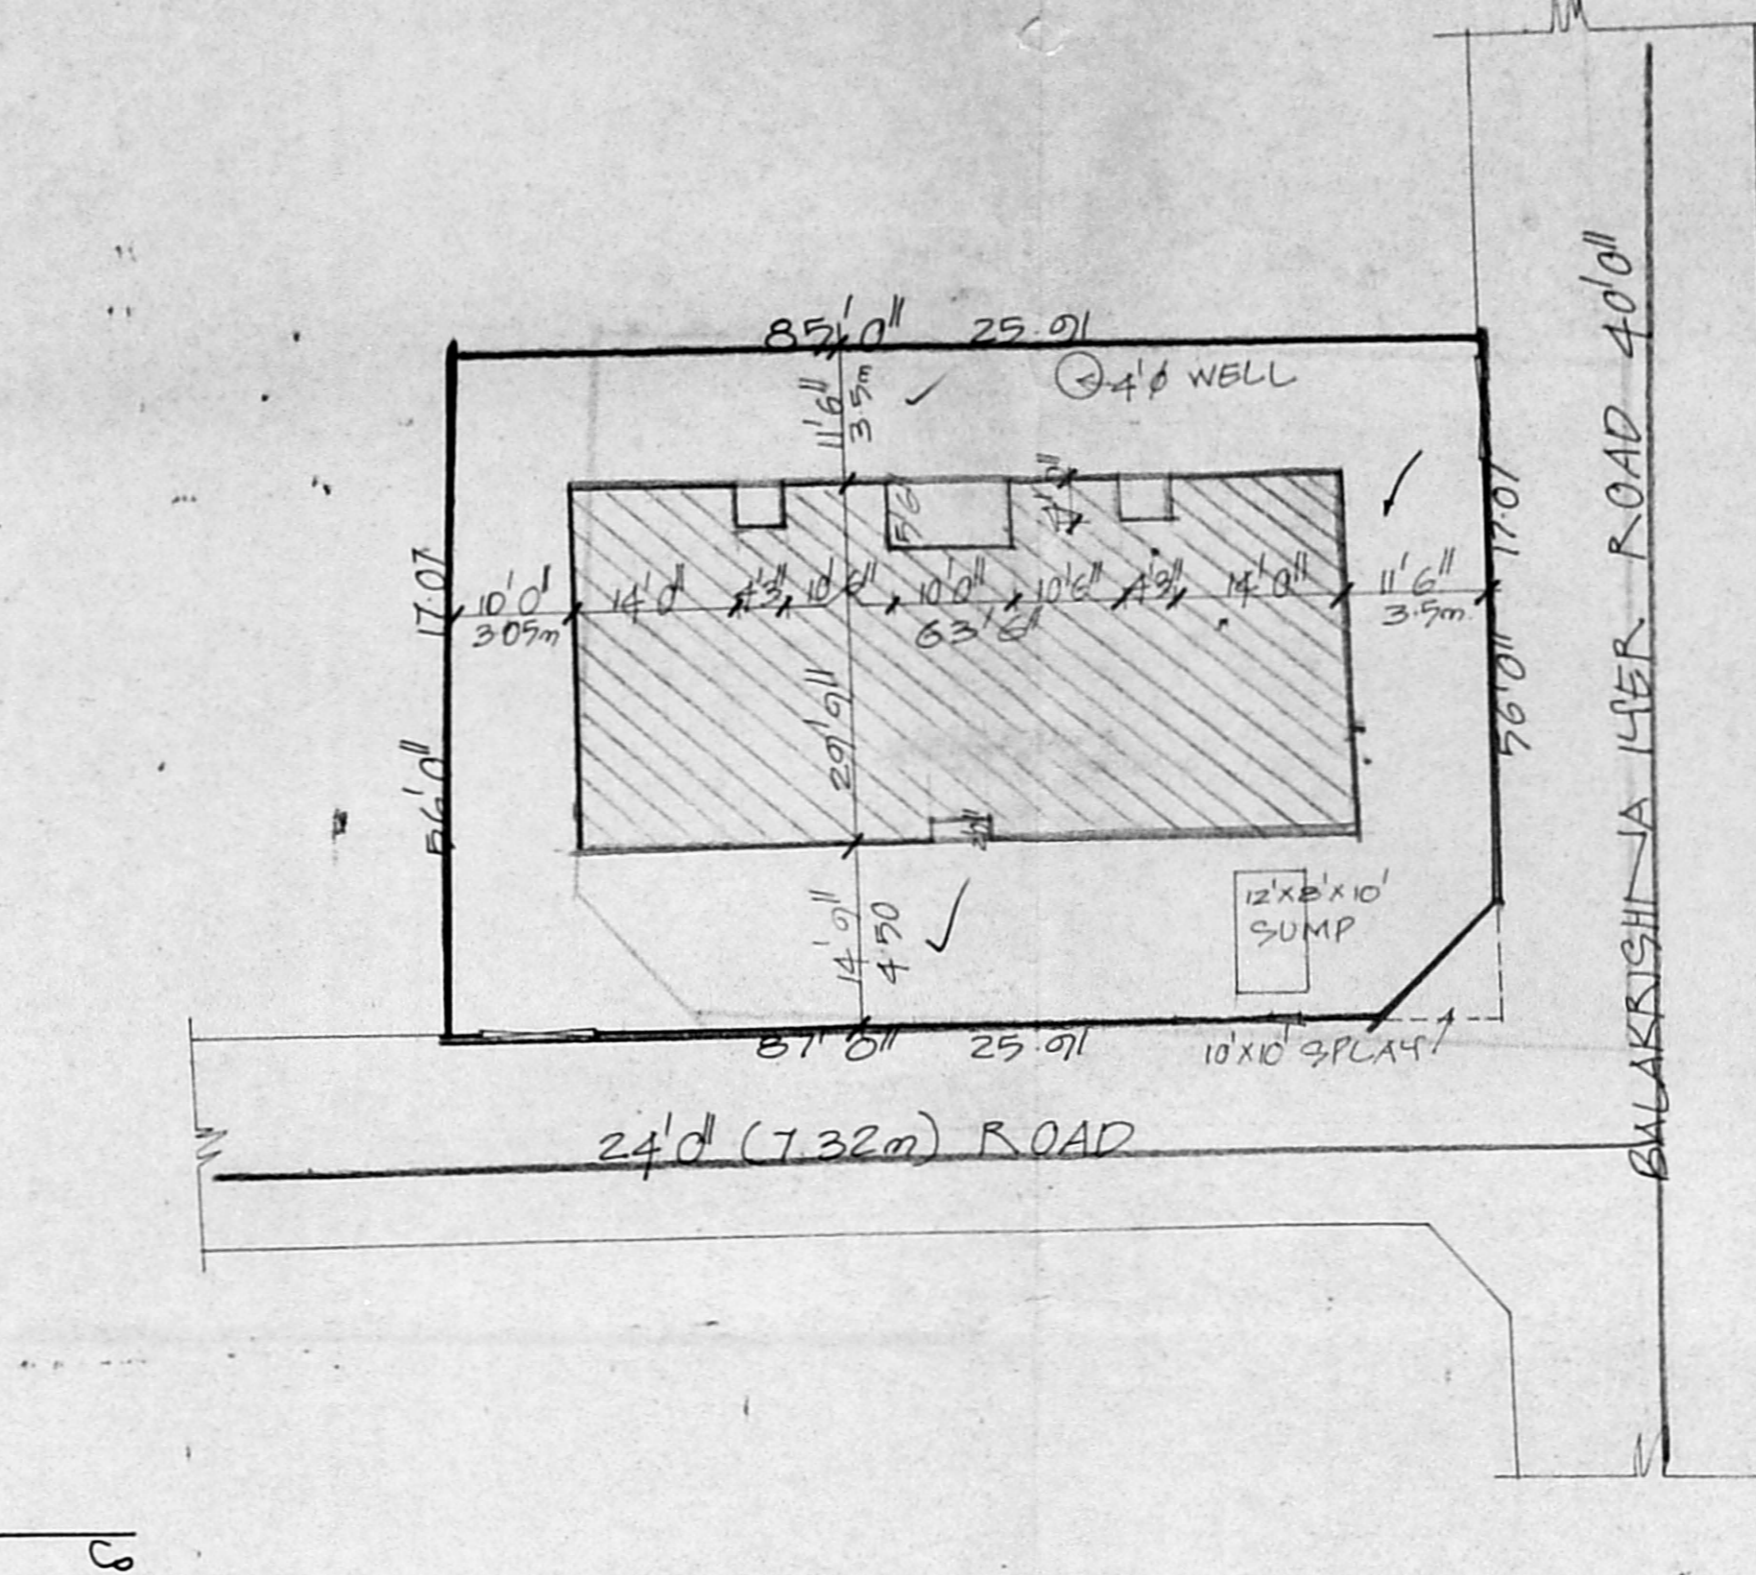 85'0" 25.91
11'6"
3.5m
4'φ WELL
5'6"
17.07
56'0"
10'0"
3.05m
14'0" 4'3" 10'6" 10'0" 10'6" 4'3" 14'0"
63'6"
11'6"
3.5m
17.07
56'0"
29'9"
14'9"
4.50
12'x8'x10'
SUMP
87'0" 25.91
10'x10' SPLAY
24'0" (7.32m) ROAD
BALAKRISHNA IYER ROAD 40'0"